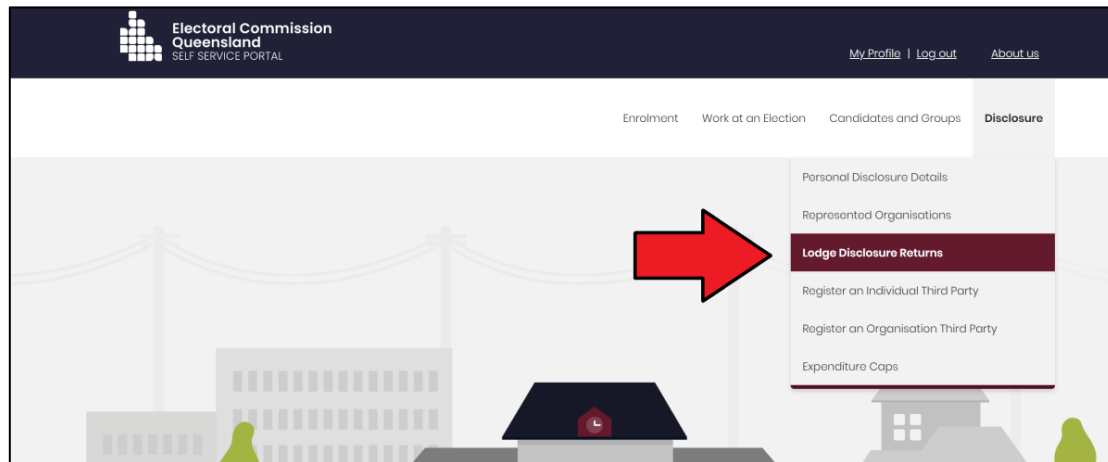 Electoral Commission
Queensland
SELF SERVICE PORTAL
My Profile | Log out About us
Enrolment Work at an Election Candidates and Groups Disclosure
Personal Disclosure Details
Represented Organisations
Lodge Disclosure Returns
Register an Individual Third Party
Register an Organisation Third Party
Expenditure Caps